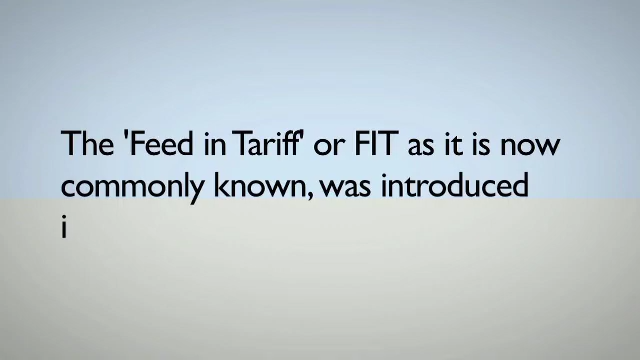 The 'Feed in Tariff' or FIT as it is now
commonly known, was introduced
i